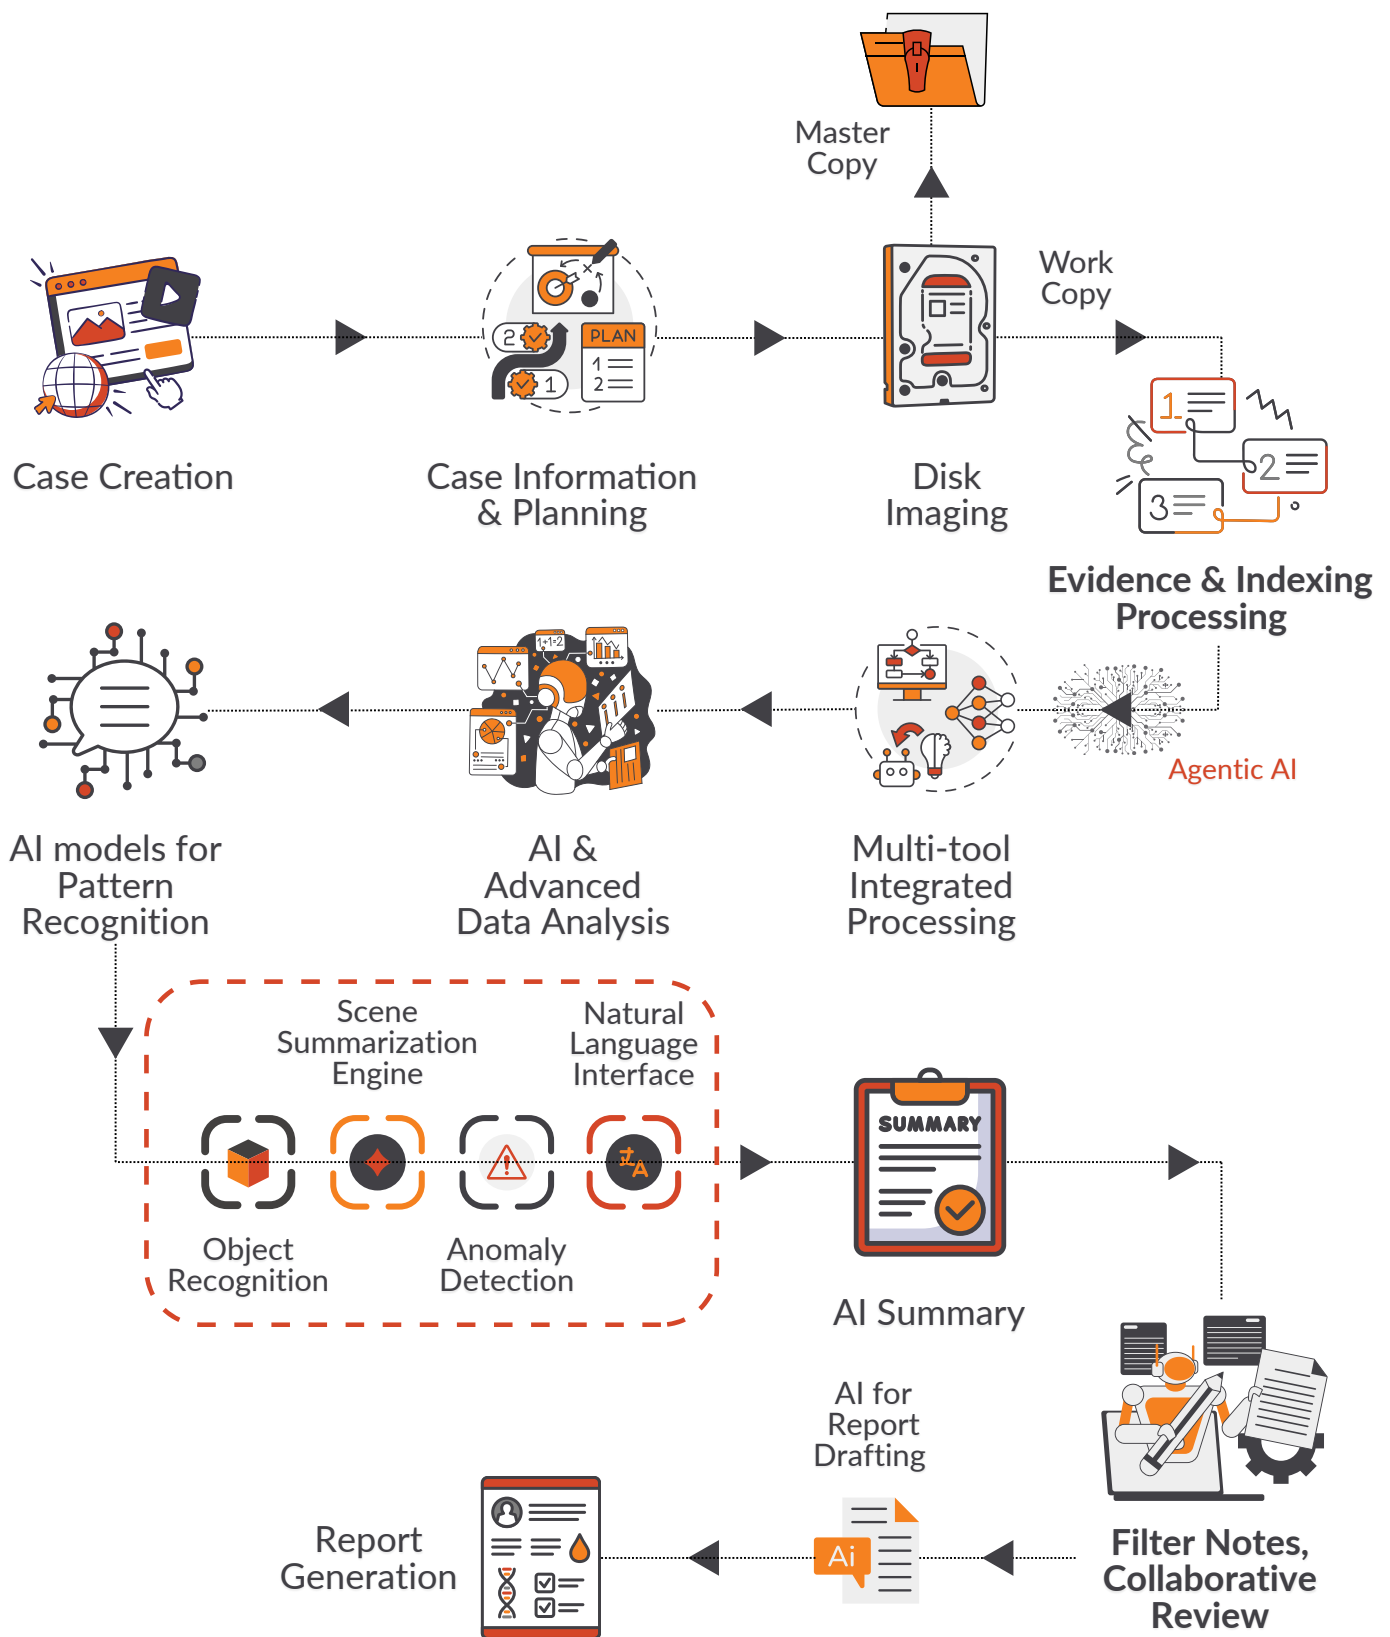 Master
Copy
Work
Copy
2
1
PLAN
1
2
1
2
3
Case Creation
Case Information
& Planning
Disk
Imaging
Evidence & Indexing
Processing
1+1=2
Agentic AI
AI models for
Pattern
Recognition
AI &
Advanced
Data Analysis
Multi-tool
Integrated
Processing
Scene
Summarization
Engine
Natural
Language
Interface
A
Object
Recognition
Anomaly
Detection
SUMMARY
AI Summary
AI for
Report
Drafting
Ai
Report
Generation
Filter Notes,
Collaborative
Review